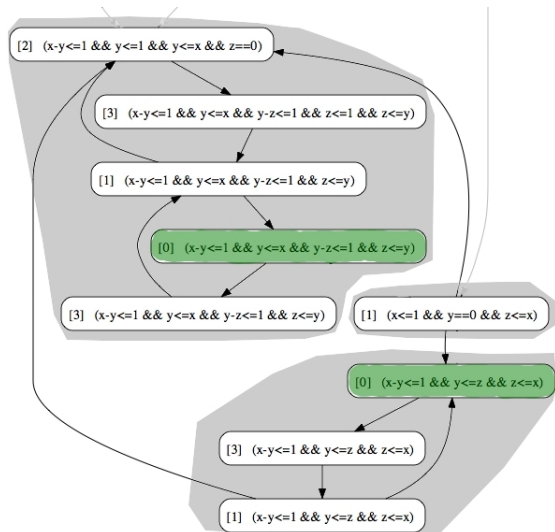 [2] (x-y<=1 && y<=1 && y<=x && z==0)
[3] (x-y<=1 && y<=x && y-z<=1 && z<=1 && z<=y)
[1] (x-y<=1 && y<=x && y-z<=1 && z<=y)
[0] (x-y<=1 && y<=x && y-z<=1 && z<=y)
[3] (x-y<=1 && y<=x && y-z<=1 && z<=y)
[1] (x<=1 && y==0 && z<=x)
[0] (x-y<=1 && y<=z && z<=x)
[3] (x-y<=1 && y<=z && z<=x)
[1] (x-y<=1 && y<=z && z<=x)